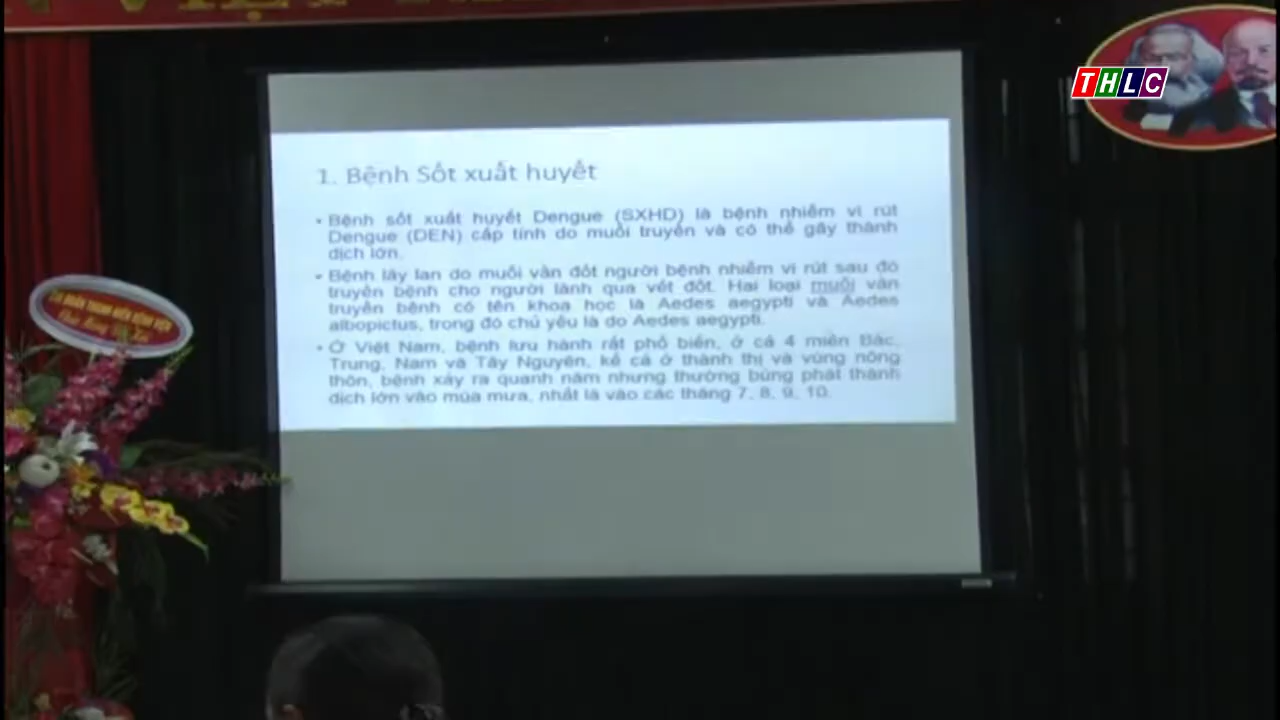 VIỆT
THLC
1. Bệnh Sốt xuất huyết
• Bệnh sốt xuất huyết Dengue (SXHD) là bệnh nhiễm vi rút
Dengue (DEN) cấp tính do muỗi truyền và có thể gây thành
dịch lớn.
• Bệnh lây lan do muỗi vằn đốt người bệnh nhiễm vi rút sau đó
truyền bệnh cho người lành qua vết đốt. Hai loại muỗi vằn
truyền bệnh có tên khoa học là Aedes aegypti và Aedes
albopictus, trong đó chủ yếu là do Aedes aegypti.
• Ở Việt Nam, bệnh lưu hành rất phổ biến, ở cả 4 miền Bắc,
Trung, Nam và Tây Nguyên, kể cả ở thành thị và vùng nông
thôn, bệnh xảy ra quanh năm nhưng thường bùng phát thành
dịch lớn vào mùa mưa, nhất là vào các tháng 7, 8, 9, 10.